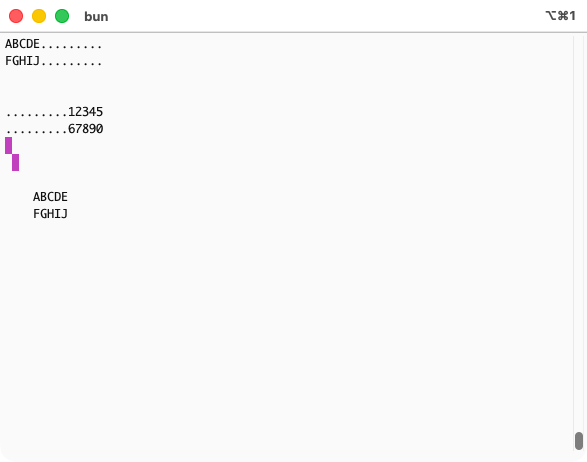 bun
⌥⌘1
ABCDE.........
FGHIJ.........
.........12345
.........67890
ABCDE
FGHIJ